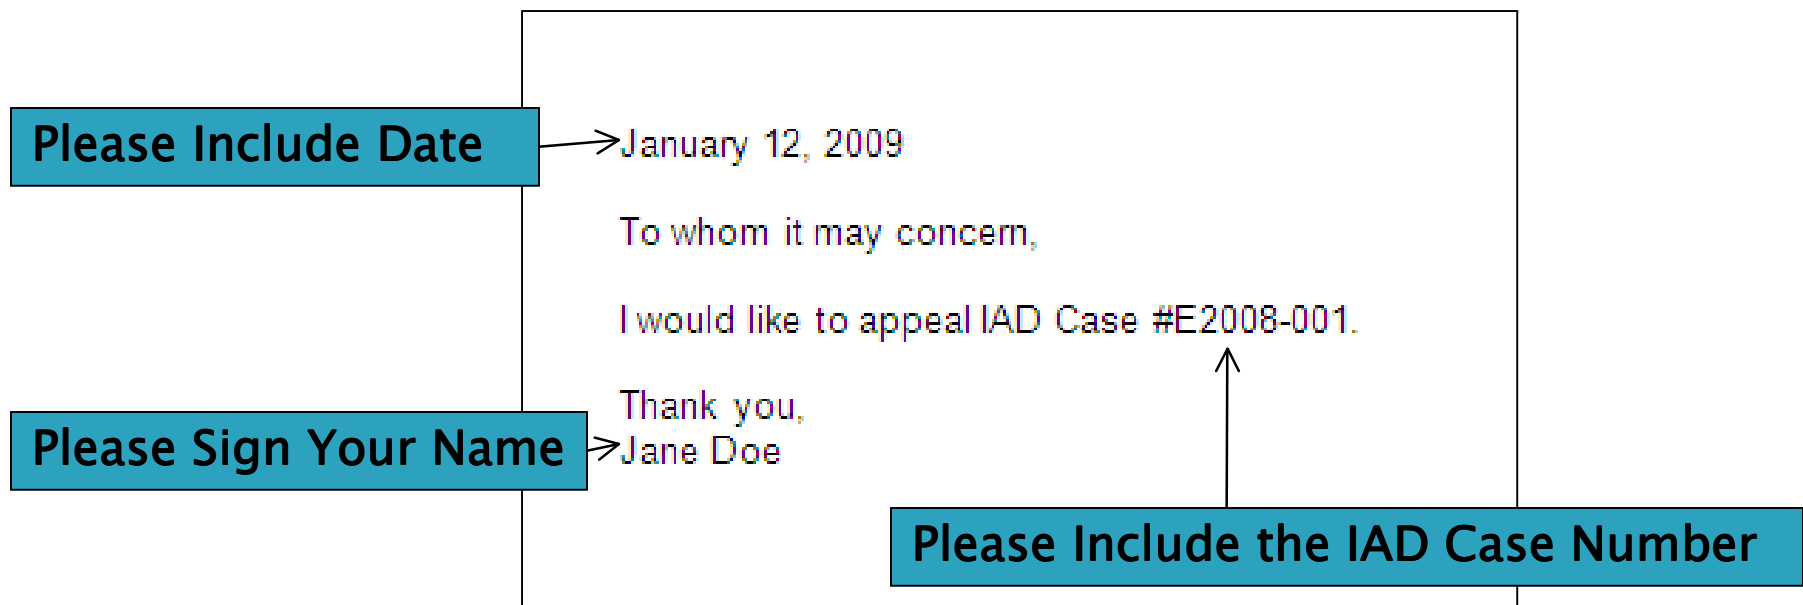 Please Include Date
January 12, 2009
To whom it may concern,
I would like to appeal IAD Case #E2008-001.
Thank you,
Please Sign Your Name
Jane Doe
Please Include the IAD Case Number